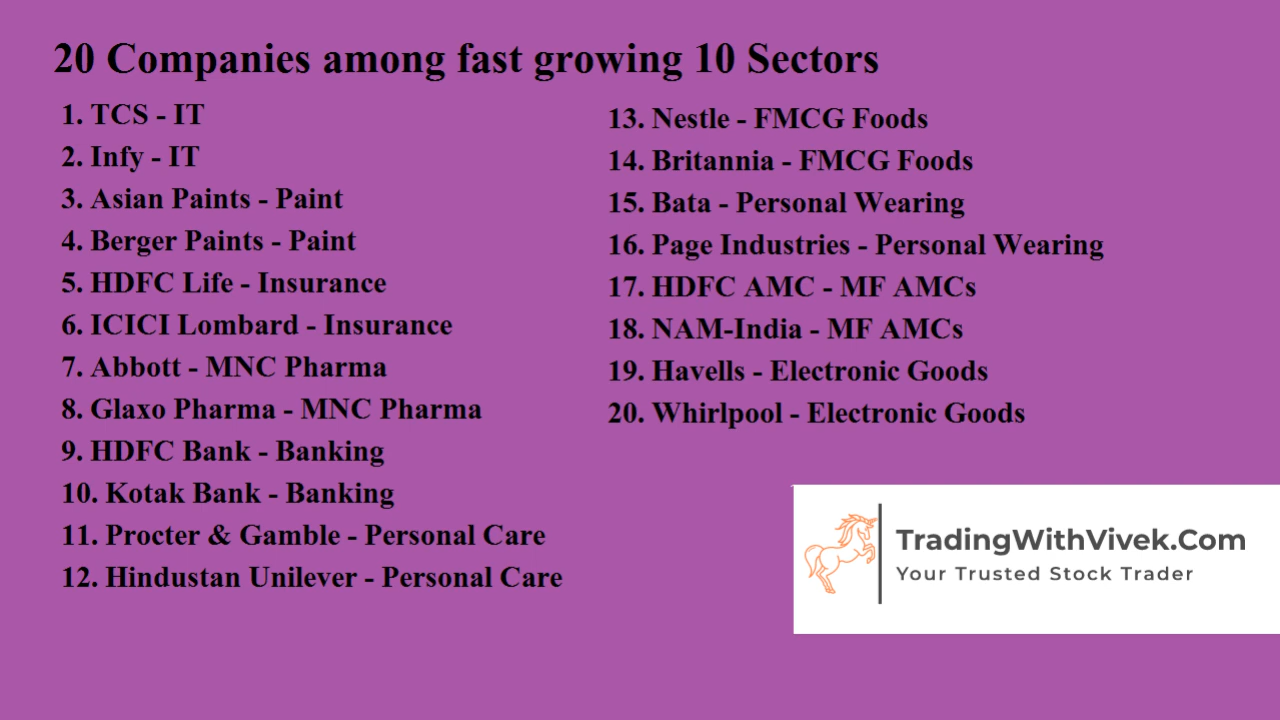 20 Companies among fast growing 10 Sectors
1. TCS - IT
2. Infy - IT
3. Asian Paints - Paint
4. Berger Paints - Paint
5. HDFC Life - Insurance
6. ICICI Lombard - Insurance
7. Abbott - MNC Pharma
8. Glaxo Pharma - MNC Pharma
9. HDFC Bank - Banking
10. Kotak Bank - Banking
11. Procter & Gamble - Personal Care
12. Hindustan Unilever - Personal Care
13. Nestle - FMCG Foods
14. Britannia - FMCG Foods
15. Bata - Personal Wearing
16. Page Industries - Personal Wearing
17. HDFC AMC - MF AMCs
18. NAM-India - MF AMCs
19. Havells - Electronic Goods
20. Whirlpool - Electronic Goods
TradingWithVivek.Com
Your Trusted Stock Trader